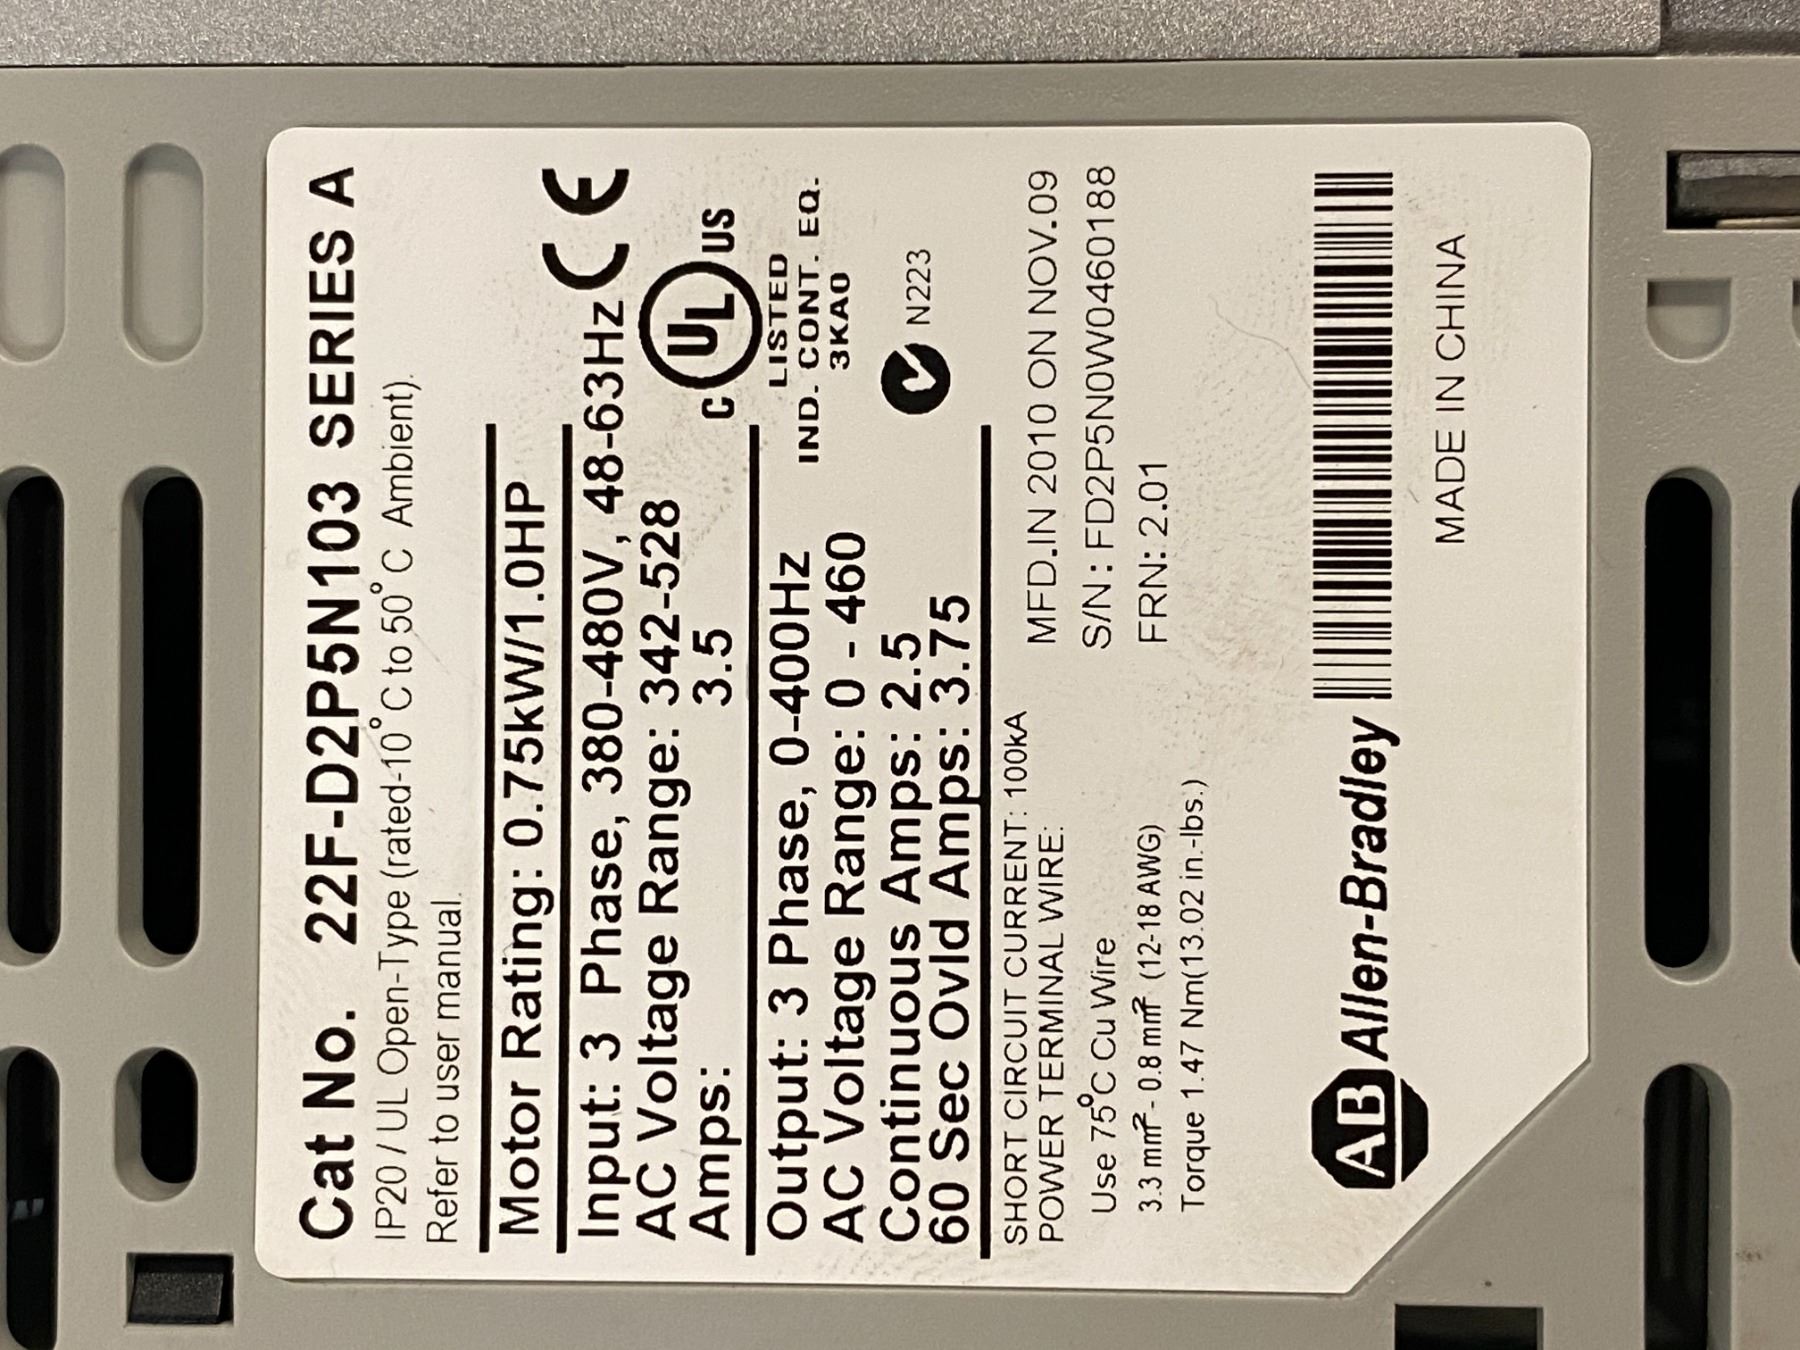 Cat No. 22F-D2P5N103 SERIES A
IP20 / UL Open-Type (rated-10°C to 50°C Ambient).
Refer to user manual.
Motor Rating: 0.75kW/1.0HP
CE
Input: 3 Phase, 380-480V, 48-63Hz
AC Voltage Range: 342-528
Amps: 3.5
C UL US
LISTED
IND. CONT. EQ.
3KA0
Output: 3 Phase, 0-400Hz
AC Voltage Range: 0 - 460
Continuous Amps: 2.5
60 Sec Ovld Amps: 3.75
N223
SHORT CIRCUIT CURRENT: 100kA
POWER TERMINAL WIRE:
Use 75°C Cu Wire
3.3 mm² - 0.8 mm² (12-18 AWG)
Torque 1.47 Nm(13.02 in.-lbs.)
MFD.IN 2010 ON NOV.09
S/N: FD2P5N0W0460188
FRN: 2.01
AB Allen-Bradley
MADE IN CHINA